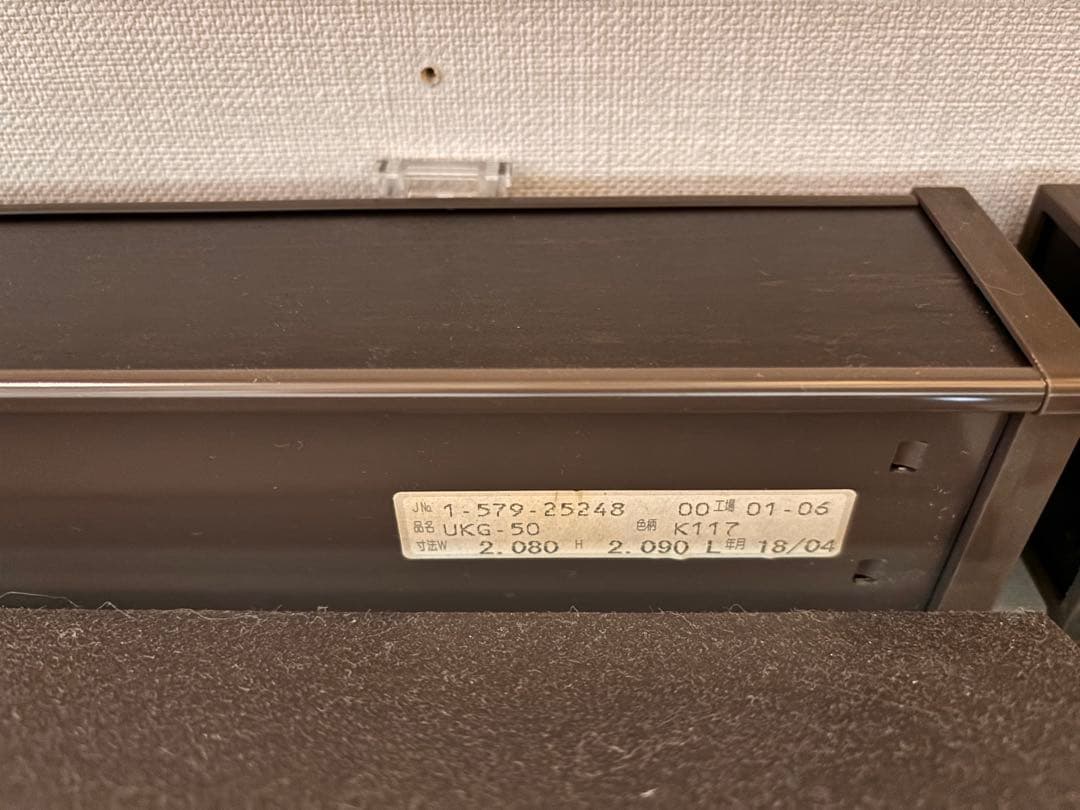 J№ 1-579-25248 00 工場 01-06
品名 UKG-50 色柄 K117
寸法W 2.080 H 2.090 L 年月 18/04